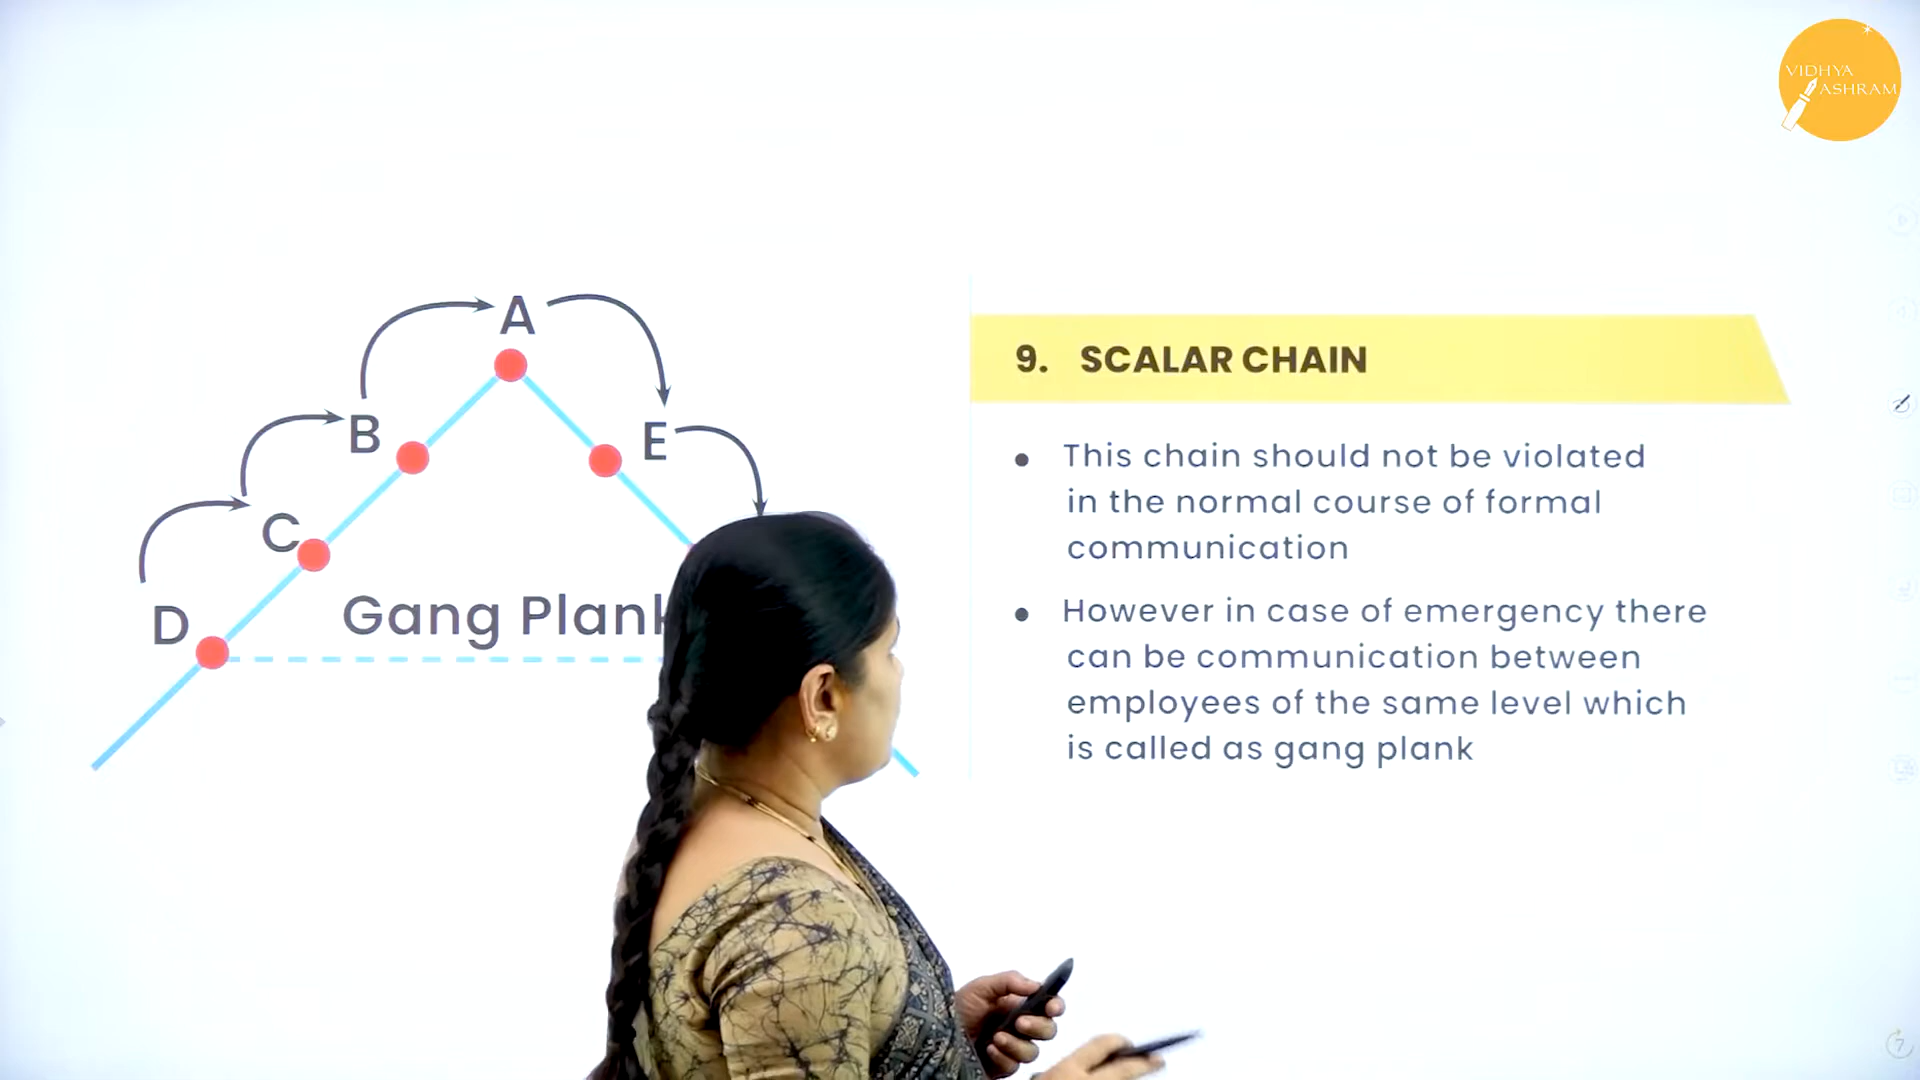 VIDHYA
ASHRAM
A
B
E
C
D
Gang Plank
9. SCALAR CHAIN
• This chain should not be violated
in the normal course of formal
communication
• However in case of emergency there
can be communication between
employees of the same level which
is called as gang plank
7